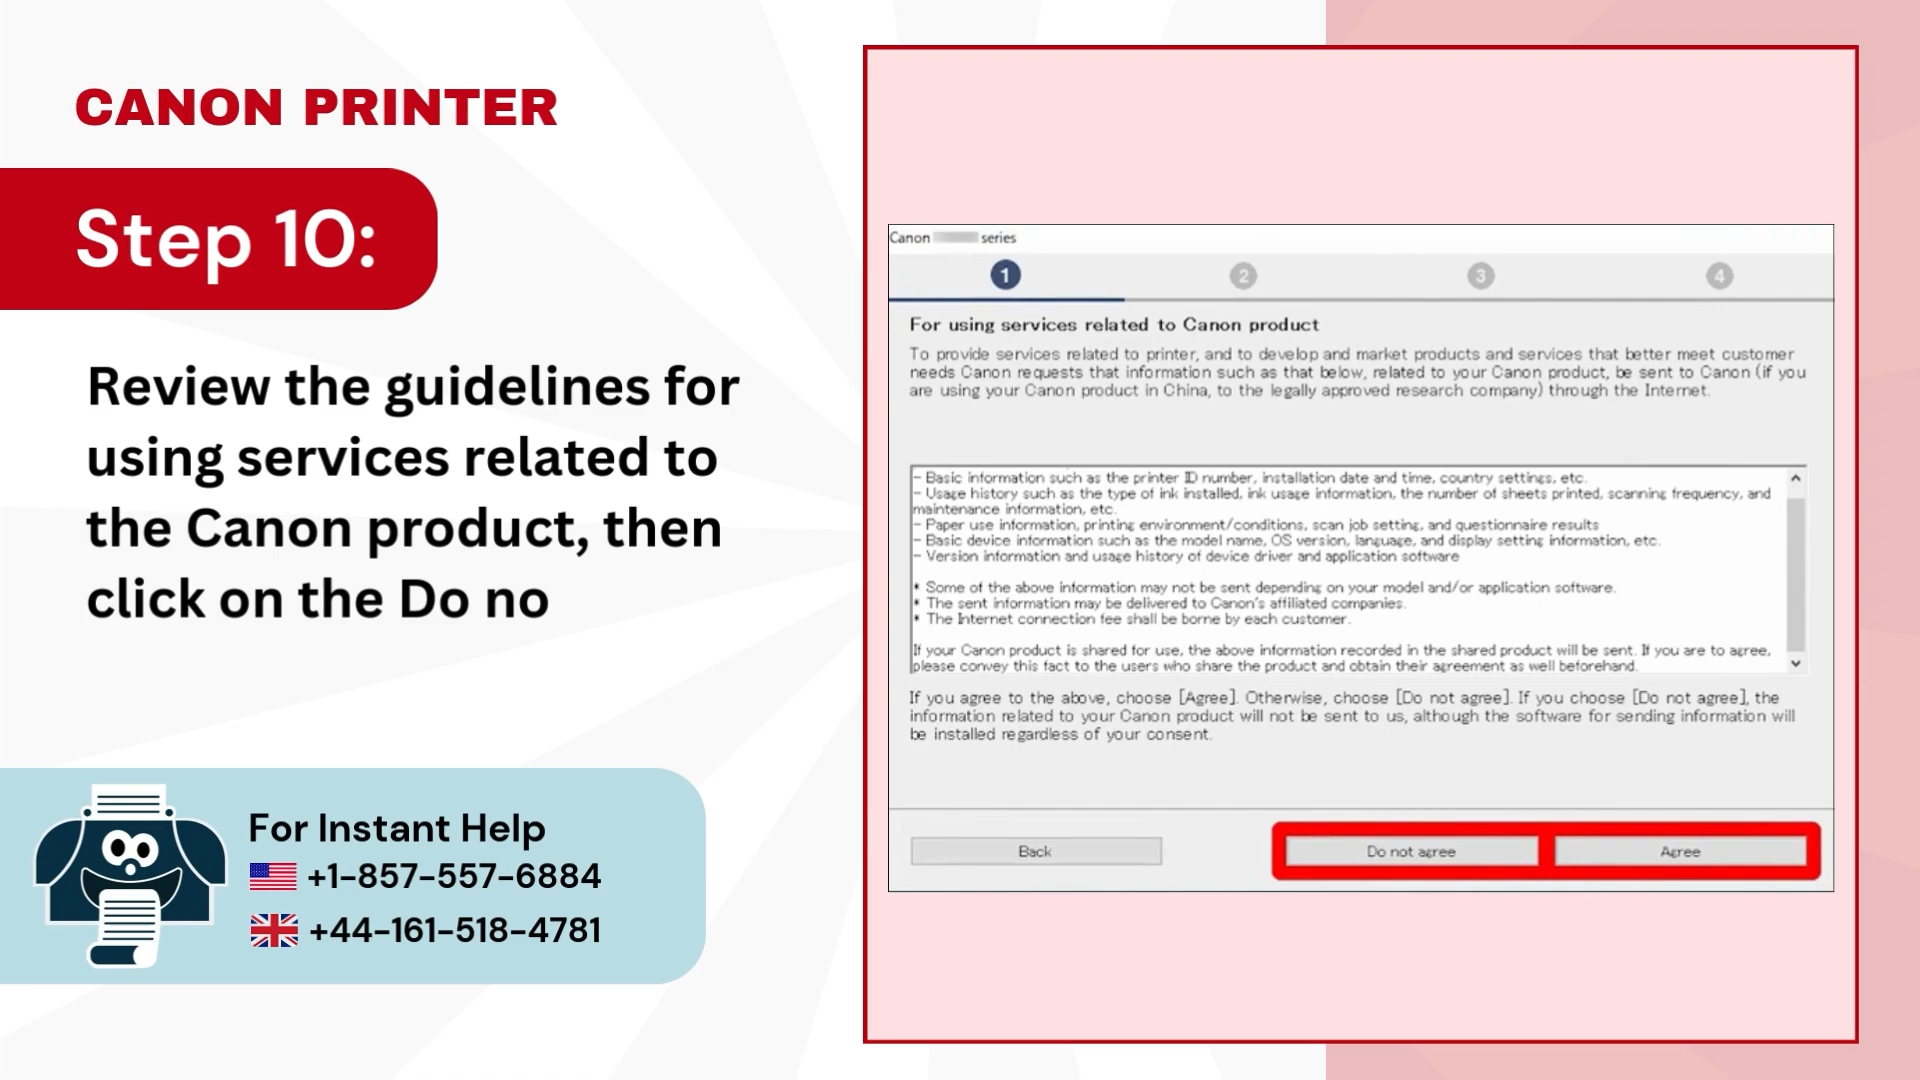 CANON PRINTER
Step 10:
Review the guidelines for
using services related to
the Canon product, then
click on the Do no
For Instant Help
+1-857-557-6884
+44-161-518-4781
Canon series
1
2
3
4
For using services related to Canon product
To provide services related to printer, and to develop and market products and services that better meet customer
needs Canon requests that information such as that below, related to your Canon product, be sent to Canon (if you
are using your Canon product in China, to the legally approved research company) through the Internet.
- Basic information such as the printer ID number, installation date and time, country settings, etc.
- Usage history such as the type of ink installed, ink usage information, the number of sheets printed, scanning frequency, and
maintenance information, etc.
- Paper use information, printing environment/conditions, scan job setting, and questionnaire results
- Basic device information such as the model name, OS version, language, and display setting information, etc.
- Version information and usage history of device driver and application software
* Some of the above information may not be sent depending on your model and/or application software.
* The sent information may be delivered to Canon's affiliated companies.
* The Internet connection fee shall be borne by each customer.
If your Canon product is shared for use, the above information recorded in the shared product will be sent. If you are to agree,
please convey this fact to the users who share the product and obtain their agreement as well beforehand.
If you agree to the above, choose [Agree]. Otherwise, choose [Do not agree]. If you choose [Do not agree], the
information related to your Canon product will not be sent to us, although the software for sending information will
be installed regardless of your consent.
Back
Do not agree
Agree